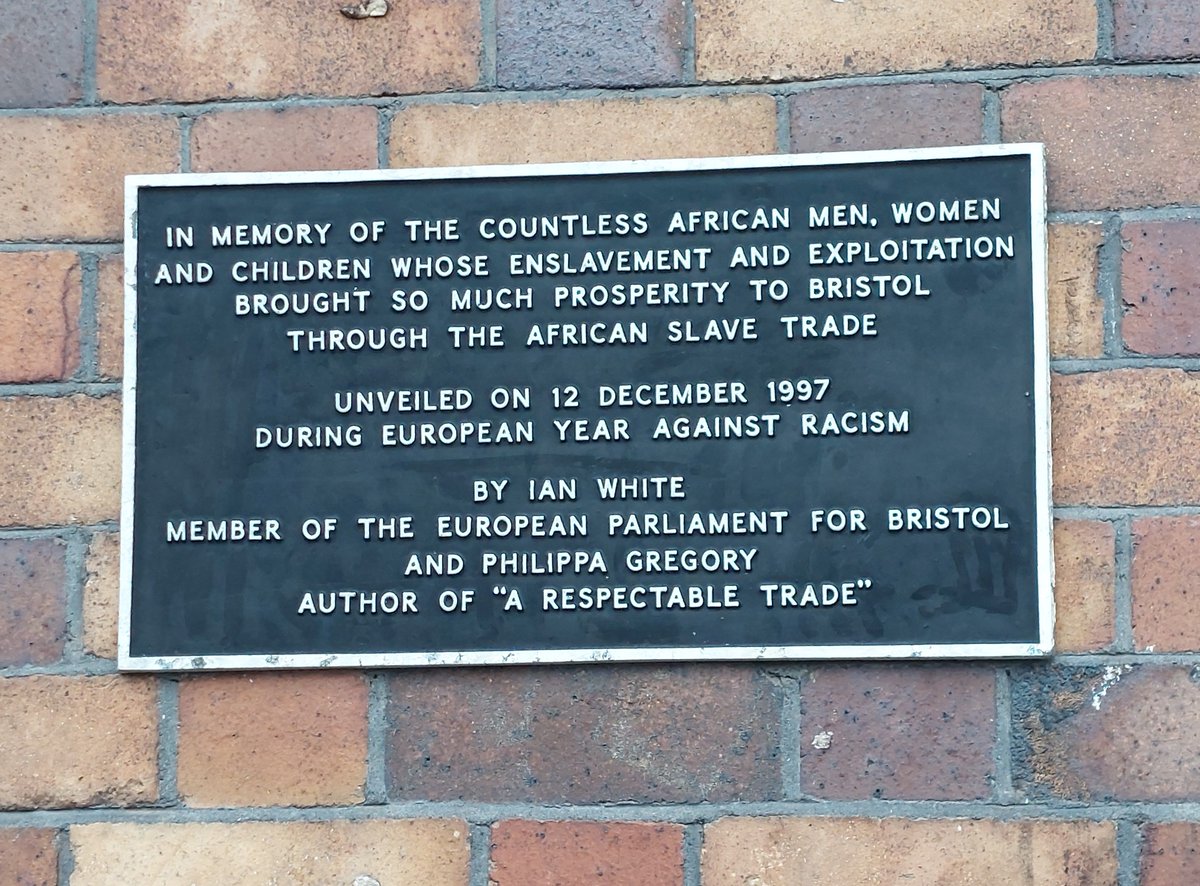 IN MEMORY OF THE COUNTLESS AFRICAN MEN, WOMEN
AND CHILDREN WHOSE ENSLAVEMENT AND EXPLOITATION
BROUGHT SO MUCH PROSPERITY TO BRISTOL
THROUGH THE AFRICAN SLAVE TRADE
UNVEILED ON 12 DECEMBER 1997
DURING EUROPEAN YEAR AGAINST RACISM
BY IAN WHITE
MEMBER OF THE EUROPEAN PARLIAMENT FOR BRISTOL
AND PHILIPPA GREGORY
AUTHOR OF “A RESPECTABLE TRADE”